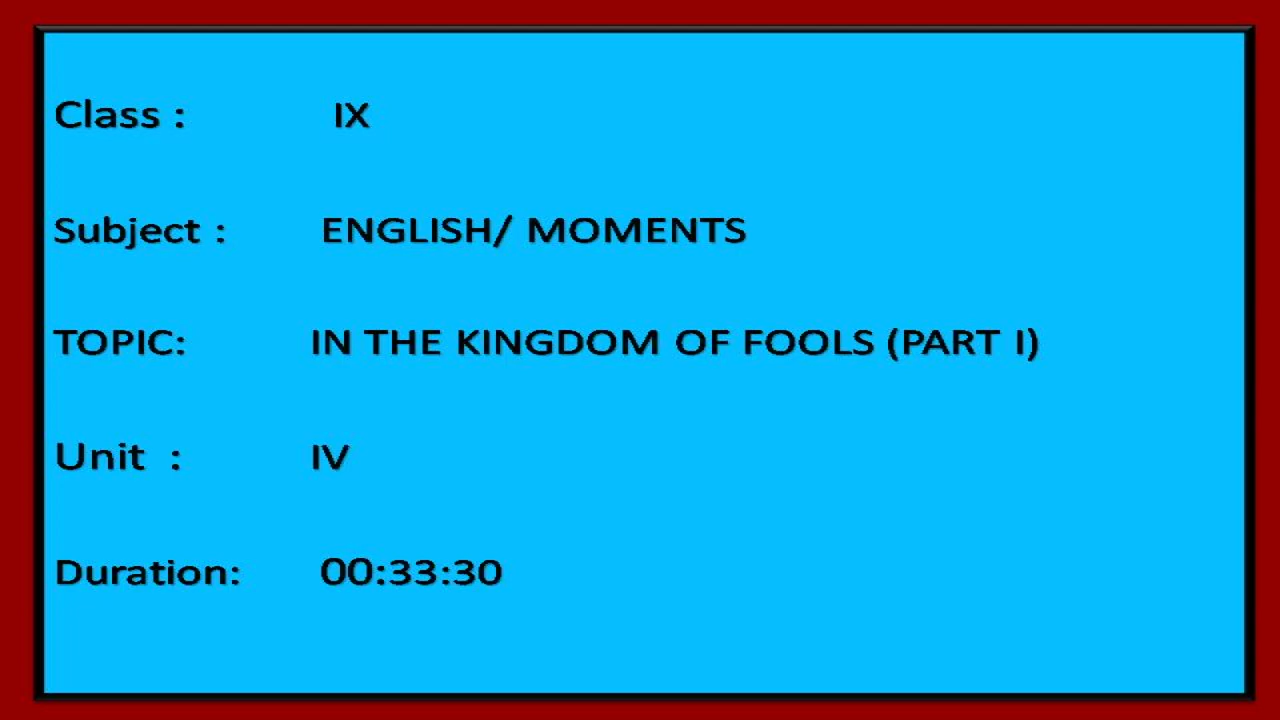 Class : IX
Subject : ENGLISH/ MOMENTS
TOPIC: IN THE KINGDOM OF FOOLS (PART I)
Unit : IV
Duration: 00:33:30